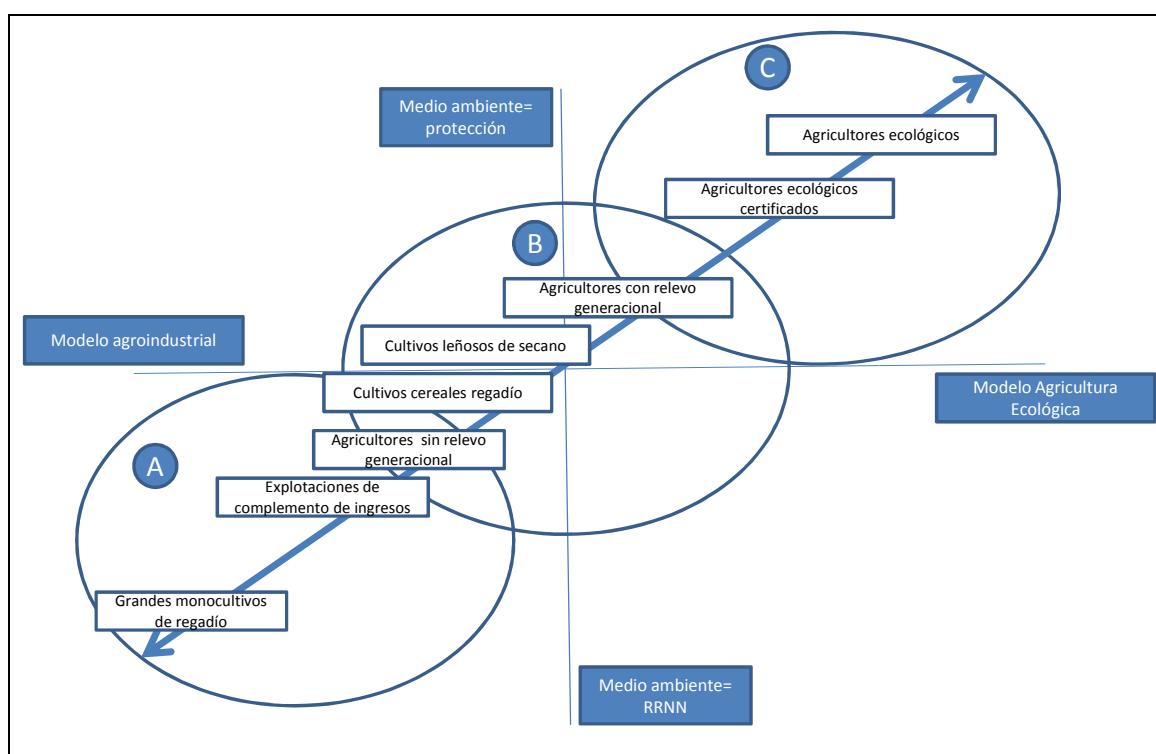 C
Medio ambiente=
protección
Agricultores ecológicos
Agricultores ecológicos
certificados
B
Agricultores con relevo
generacional
Modelo agroindustrial
Cultivos leñosos de secano
Cultivos cereales regadío
Modelo Agricultura
Ecológica
Agricultores  sin relevo
generacional
A
Explotaciones de
complemento de ingresos
Grandes monocultivos
de regadío
Medio ambiente=
RRNN